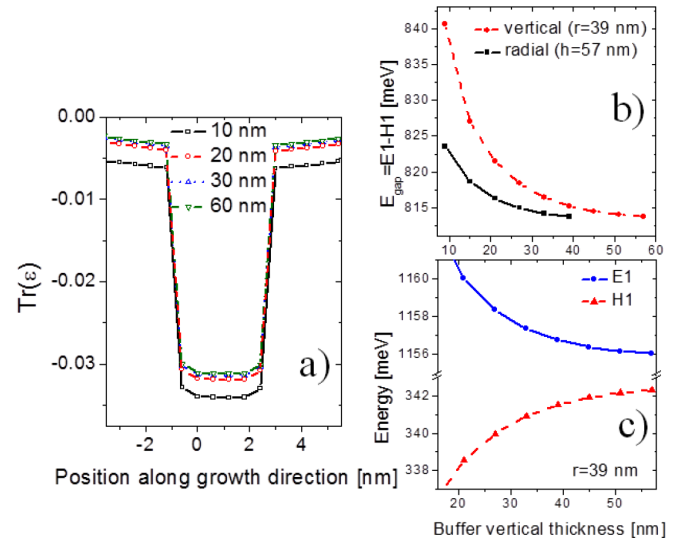 a)
0.00
-0.01
-0.02
-0.03
Tr(ε)
10 nm
20 nm
30 nm
60 nm
-2 0 2 4
Position along growth direction [nm]
b)
vertical (r=39 nm)
radial (h=57 nm)
840
835
830
825
820
815
E_gap=E1-H1 [meV]
10 20 30 40 50 60
c)
E1
H1
1160
1156
342
340
338
Energy [meV]
r=39 nm
20 30 40 50
Buffer vertical thickness [nm]